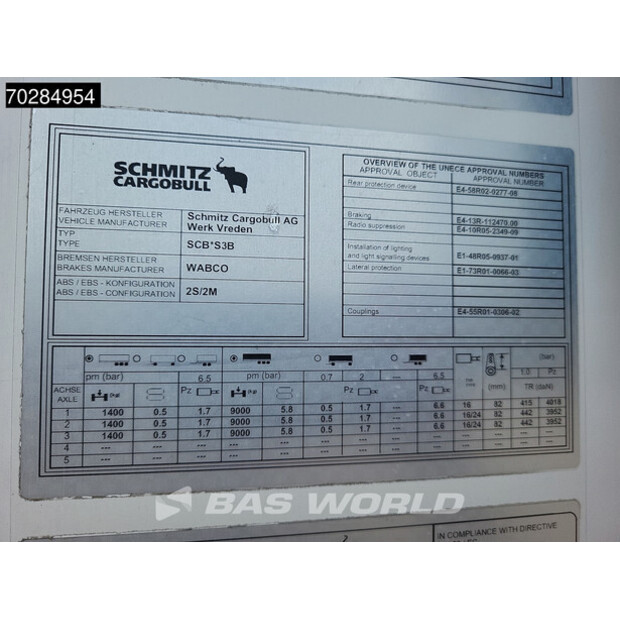 70284954
SCHMITZ
CARGOBULL
FAHRZEUG HERSTELLER
VEHICLE MANUFACTURER
Schmitz Cargobull AG
Werk Vreden
TYP
TYPE
SCB*S3B
BREMSEN HERSTELLER
BRAKES MANUFACTURER
WABCO
ABS / EBS - KONFIGURATION
ABS / EBS - CONFIGURATION
2S/2M
OVERVIEW OF THE UNECE APPROVAL NUMBERS
APPROVAL OBJECT APPROVAL NUMBER
Rear protection device E4-58R02-0277-08
Braking E4-13R-112470.00
Radio suppression E4-10R05-2349-09
Installation of lighting
and light signalling devices E1-48R05-0937-01
Lateral protection E1-73R01-0066-03
Couplings E4-55R01-0306-02
pm (bar) 6.5 pm (bar) 0.7 2 --- 6.5 (mm) 1.0 Pz
(bar)
ACHSE
AXLE
Pz Pz Pz TR (daN)
1 1400 0.5 1.7 9000 5.8 0.5 1.7 --- 6.6 16 82 415 4018
2 1400 0.5 1.7 9000 5.8 0.5 1.7 --- 6.6 16/24 82 442 3952
3 1400 0.5 1.7 9000 5.8 0.5 1.7 --- 6.6 16/24 82 442 3952
4 --- --- --- --- --- --- --- --- --- --- --- --- ---
5 --- --- --- --- --- --- --- --- --- --- --- --- ---
BAS WORLD
IN COMPLIANCE WITH DIRECTIVE